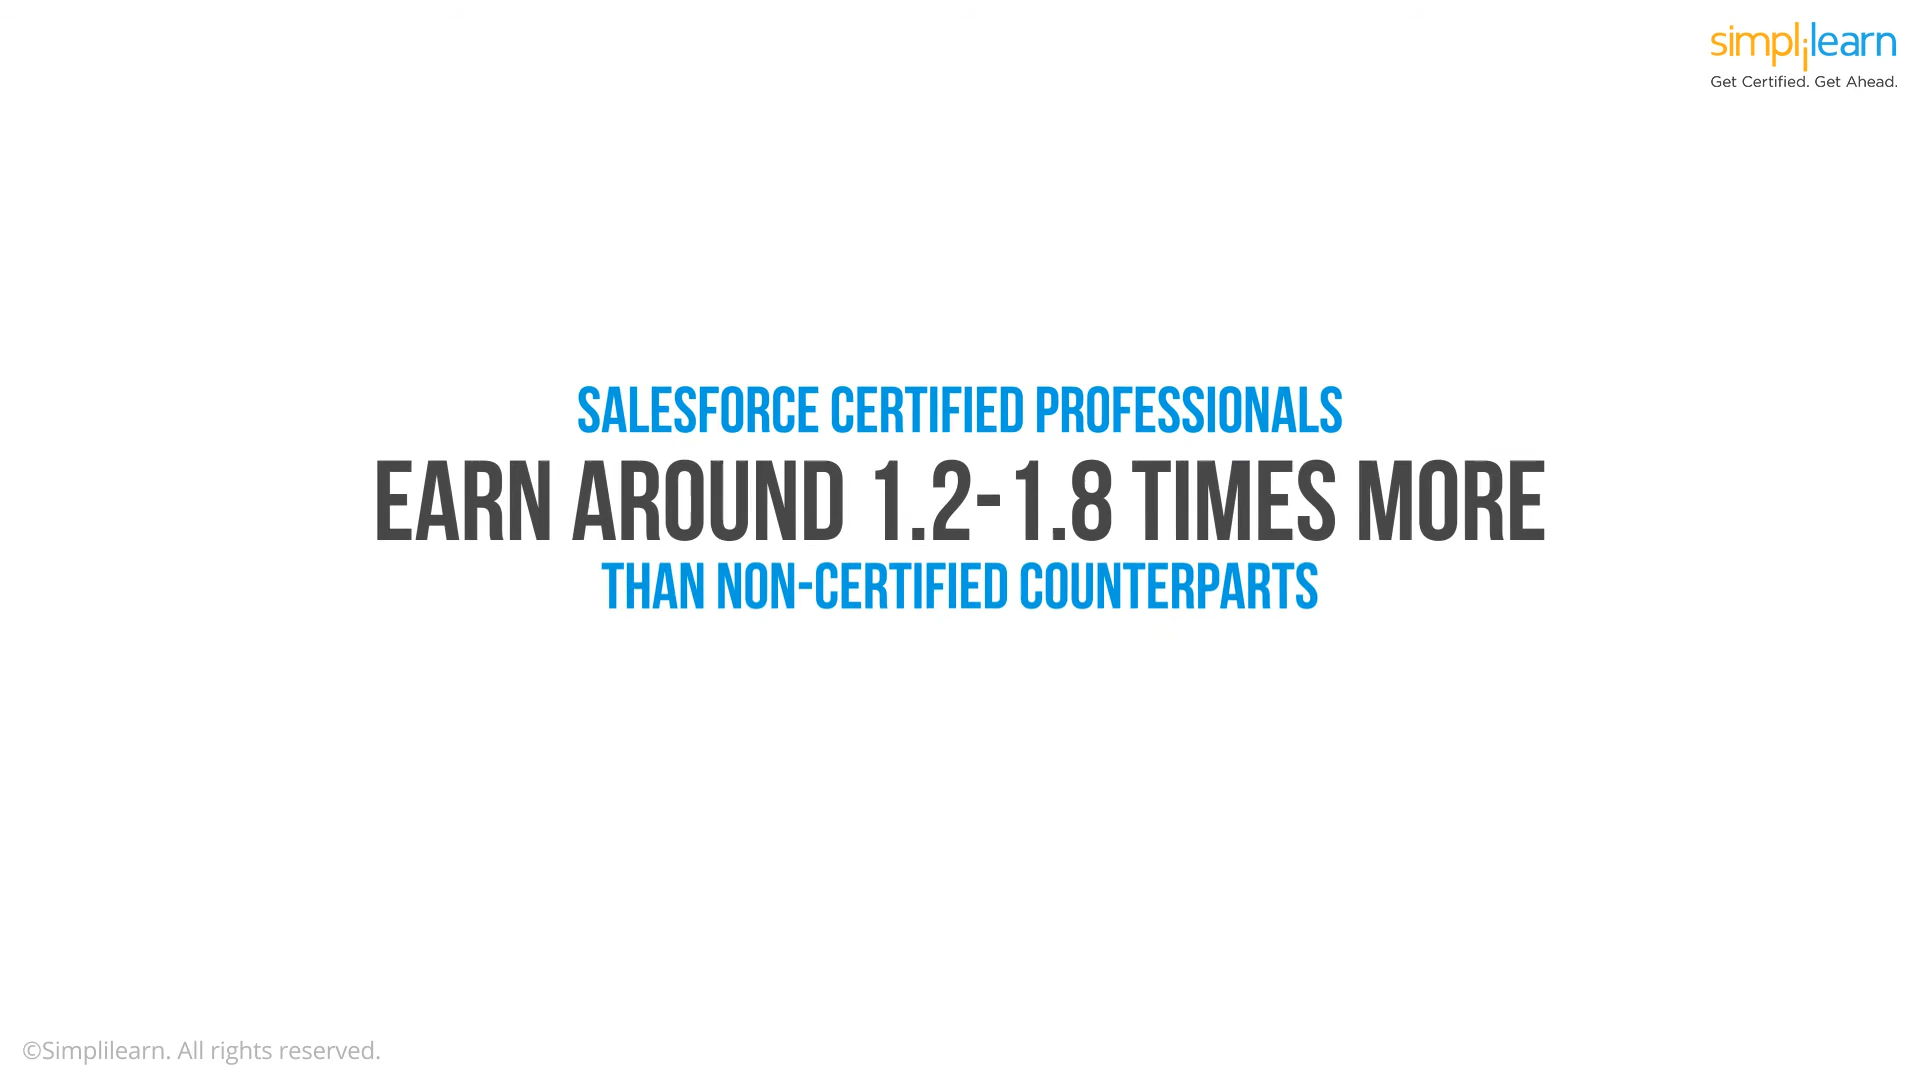 simplilearn
Get Certified. Get Ahead.
SALESFORCE CERTIFIED PROFESSIONALS
EARN AROUND 1.2-1.8 TIMES MORE
THAN NON-CERTIFIED COUNTERPARTS
©Simplilearn. All rights reserved.